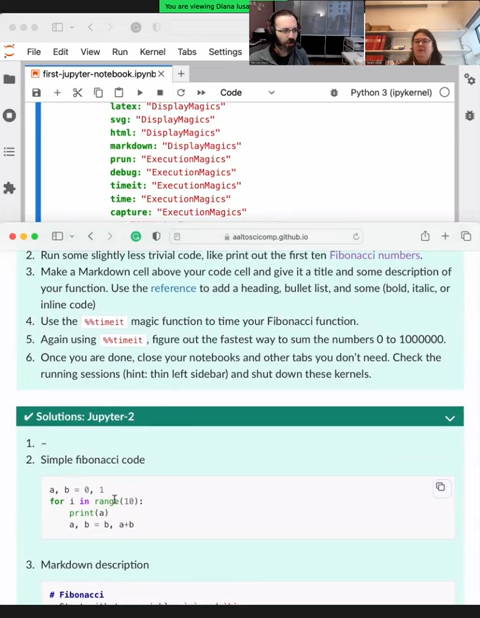 You are viewing Diana Iusa
File Edit View Run Kernel Tabs Settings
first-jupyter-notebook.ipynb
Code
Python 3 (ipykernel)
latex: "DisplayMagics"
svg: "DisplayMagics"
html: "DisplayMagics"
markdown: "DisplayMagics"
prun: "ExecutionMagics"
debug: "ExecutionMagics"
timeit: "ExecutionMagics"
time: "ExecutionMagics"
capture: "ExecutionMagics"
aaltoscicomp.github.io
2. Run some slightly less trivial code, like print out the first ten Fibonacci numbers.
3. Make a Markdown cell above your code cell and give it a title and some description
of your function. Use the reference to add a heading, bullet list, and some (bold, italic, or
inline code)
4. Use the %%timeit magic function to time your Fibonacci function.
5. Again using %%timeit, figure out the fastest way to sum the numbers 0 to 1000000.
6. Once you are done, close your notebooks and other tabs you don't need. Check the
running sessions (hint: thin left sidebar) and shut down these kernels.
✔ Solutions: Jupyter-2
1. –
2. Simple fibonacci code
a, b = 0, 1
for i in range(10):
print(a)
a, b = b, a+b
3. Markdown description
# Fibonacci